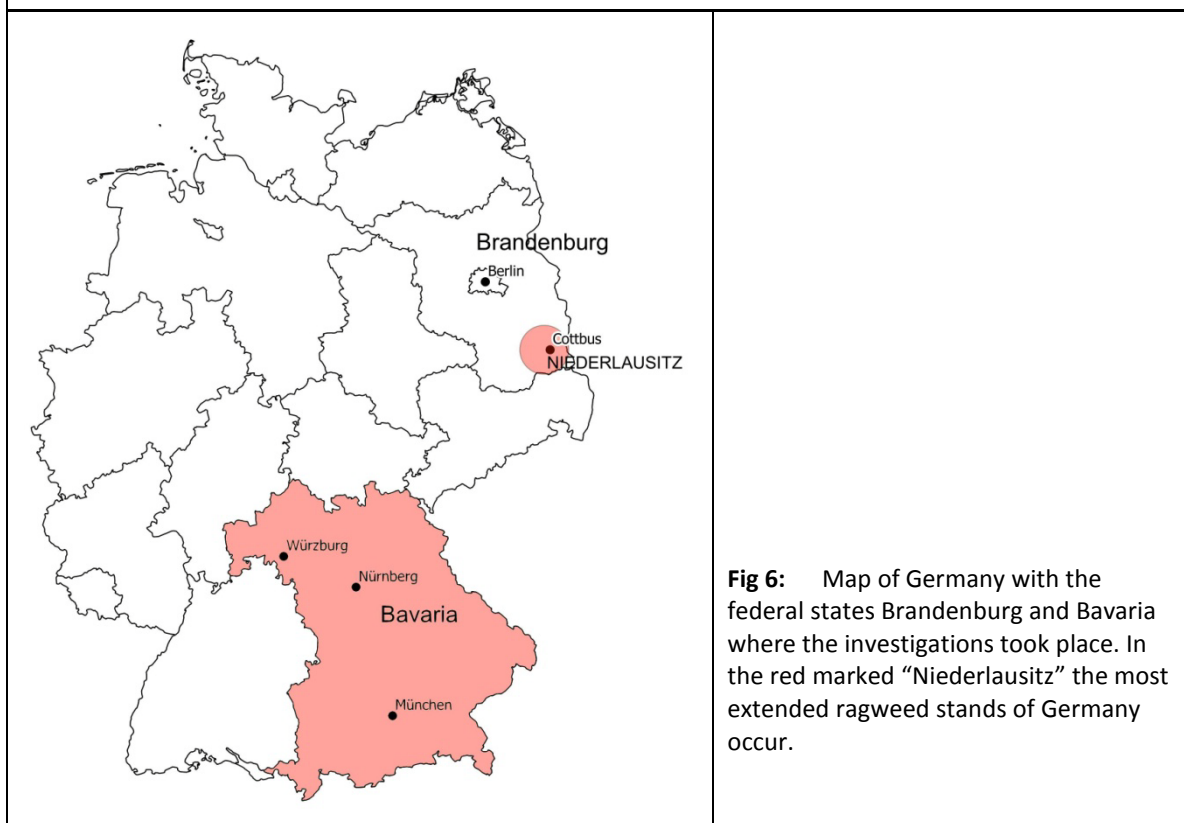 Brandenburg
Berlin
Cottbus
NIEDERLAUSITZ
Würzburg
Nürnberg
Bavaria
München
Fig 6: Map of Germany with the
federal states Brandenburg and Bavaria
where the investigations took place. In
the red marked “Niederlausitz” the most
extended ragweed stands of Germany
occur.